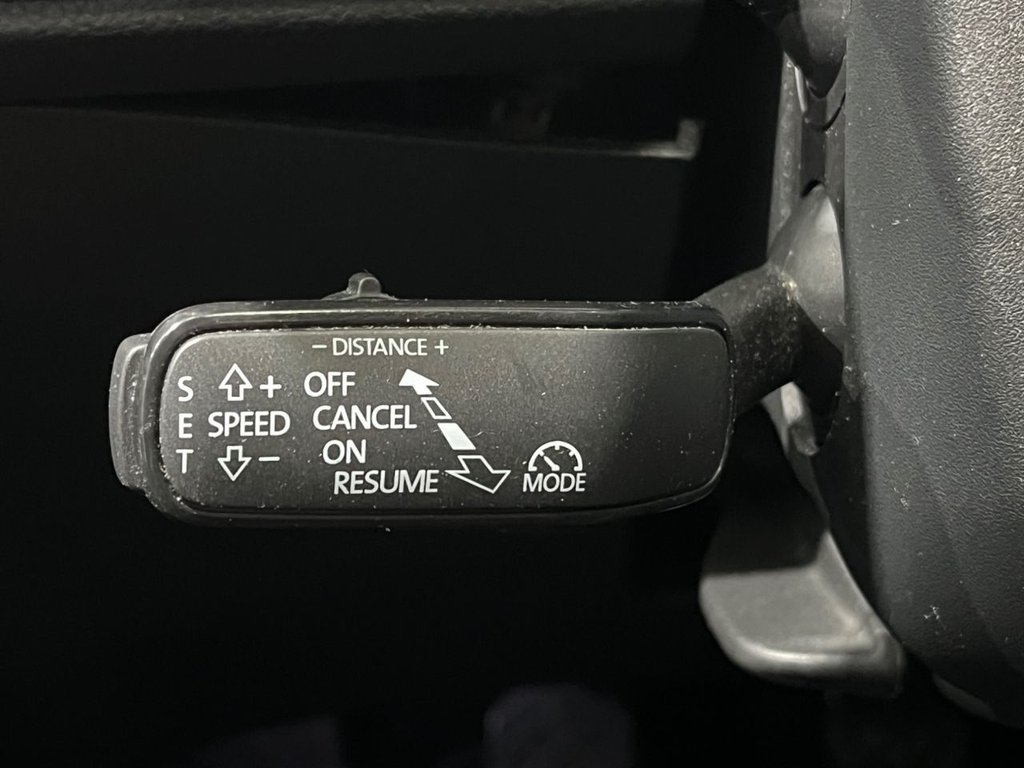 – DISTANCE +
S + OFF
E SPEED CANCEL
T – ON
RESUME
MODE